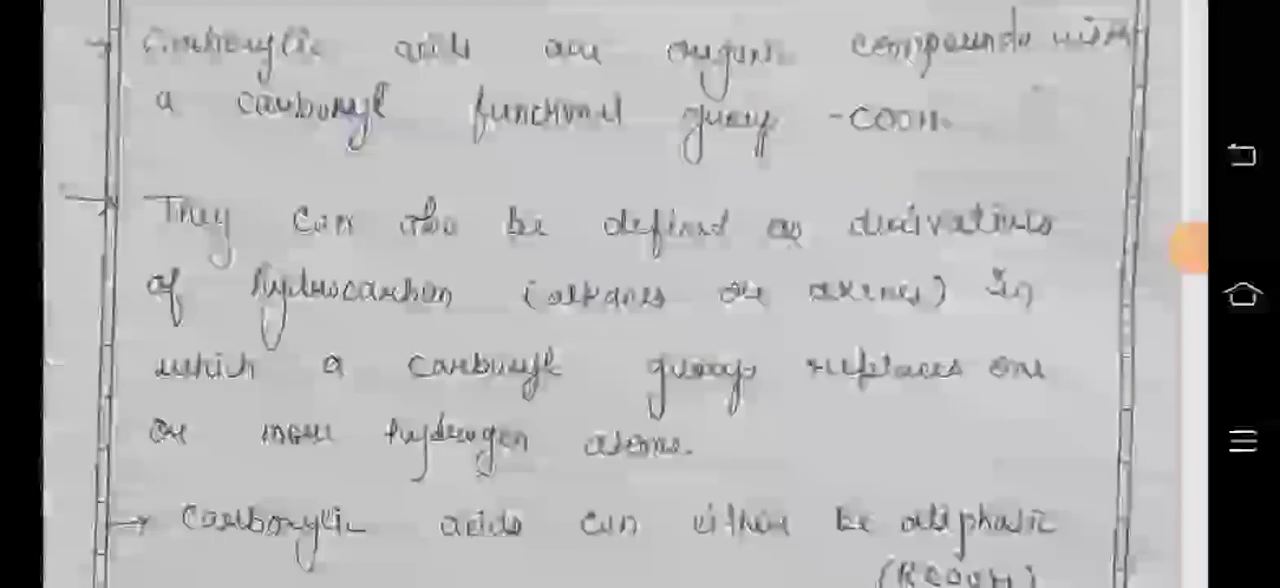 → Carboxylic acids are organic compounds with
a carboxyl functional group -COOH.
→ They can also be defined as derivatives
of hydrocarbon (alkanes or arenes) in
which a carboxyl group replaces one
or more hydrogen atoms.
→ Carboxylic acids can either be aliphatic
(RCOOH)